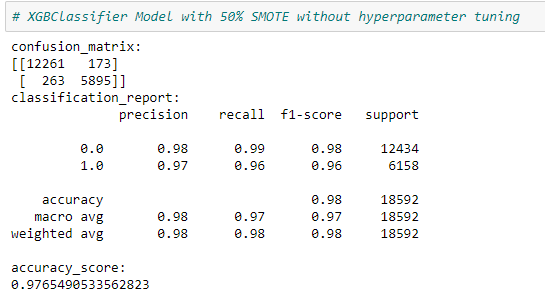 # XGBClassifier Model with 50% SMOTE without hyperparameter tuning
confusion_matrix:
[[12261   173]
 [  263  5895]]
classification_report:
              precision    recall  f1-score   support

         0.0       0.98      0.99      0.98     12434
         1.0       0.97      0.96      0.96      6158

    accuracy                           0.98     18592
   macro avg       0.98      0.97      0.97     18592
weighted avg       0.98      0.98      0.98     18592

accuracy_score:
0.9765490533562823